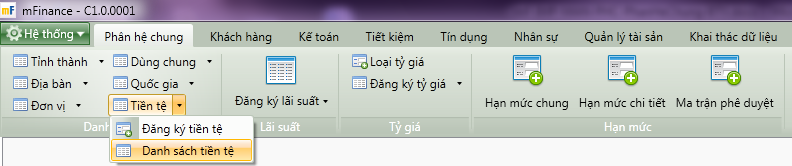 mF mFinance - C1.0.0001
Hệ thống Phân hệ chung Khách hàng Kế toán Tiết kiệm Tín dụng Nhân sự Quản lý tài sản Khai thác dữ liệu
Tỉnh thành Dùng chung Loại tỷ giá
Địa bàn Quốc gia Đăng ký lãi suất Đăng ký tỷ giá Hạn mức chung Hạn mức chi tiết Ma trận phê duyệt
Đơn vị Tiền tệ
Lãi suất Tỷ giá Hạn mức
Đăng ký tiền tệ
Danh sách tiền tệ